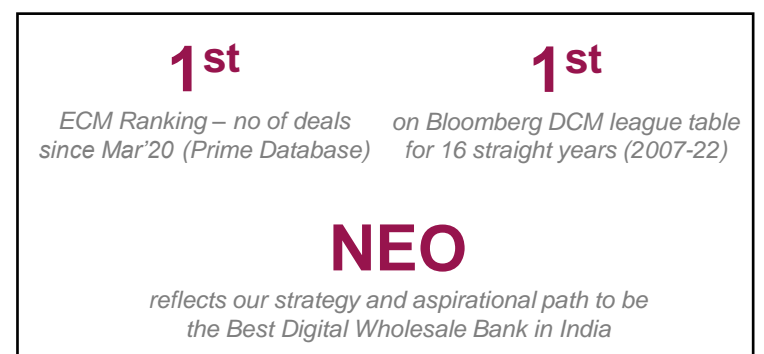 1st 1st
ECM Ranking – no of deals on Bloomberg DCM league table
since Mar’20 (Prime Database) for 16 straight years (2007-22)
NEO
reflects our strategy and aspirational path to be
the Best Digital Wholesale Bank in India